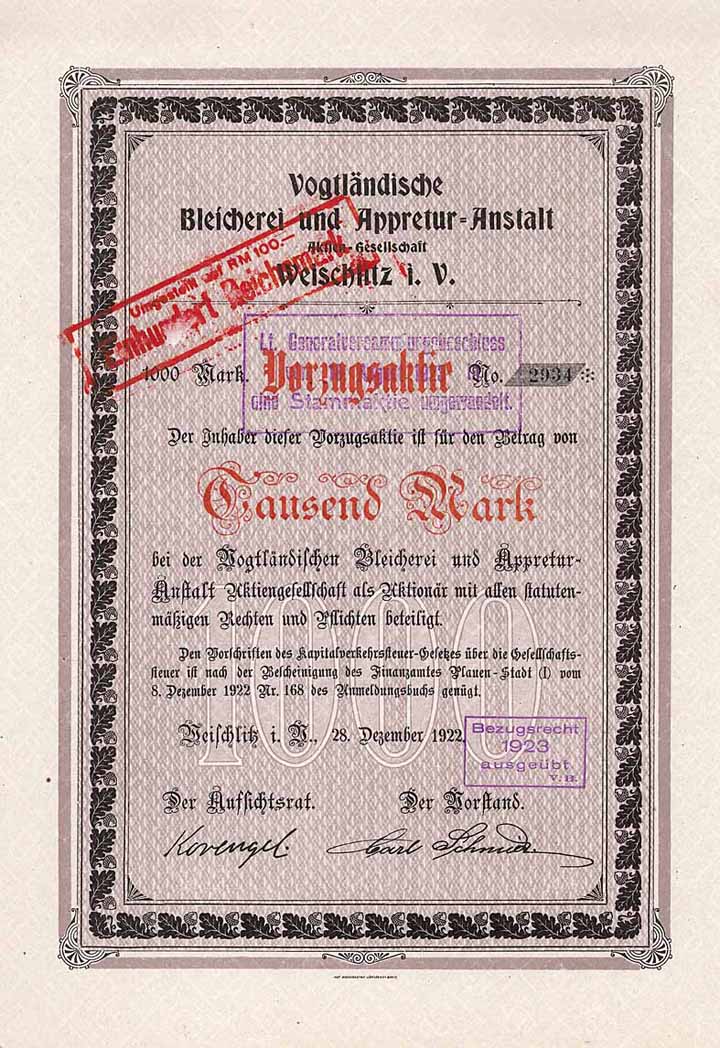 Vogtländische
Bleicherei und Appretur-Anstalt
Aktien-Gesellschaft
Weischlitz i. V.
Umgestellt auf RM 100.—
Einhundert Reichsmark
Lt. Generalversammlungsbeschluss
1000 Mark. Vorzugsaktie No. 2934
eine Stammaktie umgewandelt.
Der Inhaber dieser Vorzugsaktie ist für den Betrag von
Tausend Mark
bei der Vogtländischen Bleicherei und Appretur-
Anstalt Aktiengesellschaft als Aktionär mit allen statuten-
mäßigen Rechten und Pflichten beteiligt.
1000
Den Vorschriften des Kapitalverkehrssteuer-Gesetzes über die Gesellschafts-
steuer ist nach der Bescheinigung des Finanzamtes Plauen-Stadt (I) vom
8. Dezember 1922 Nr. 168 des Anmeldungsbuchs genügt.
Weischlitz i. V., 28. Dezember 1922.
Bezugsrecht
1923
ausgeübt
V. H.
Der Aufsichtsrat. Der Vorstand.
Carl